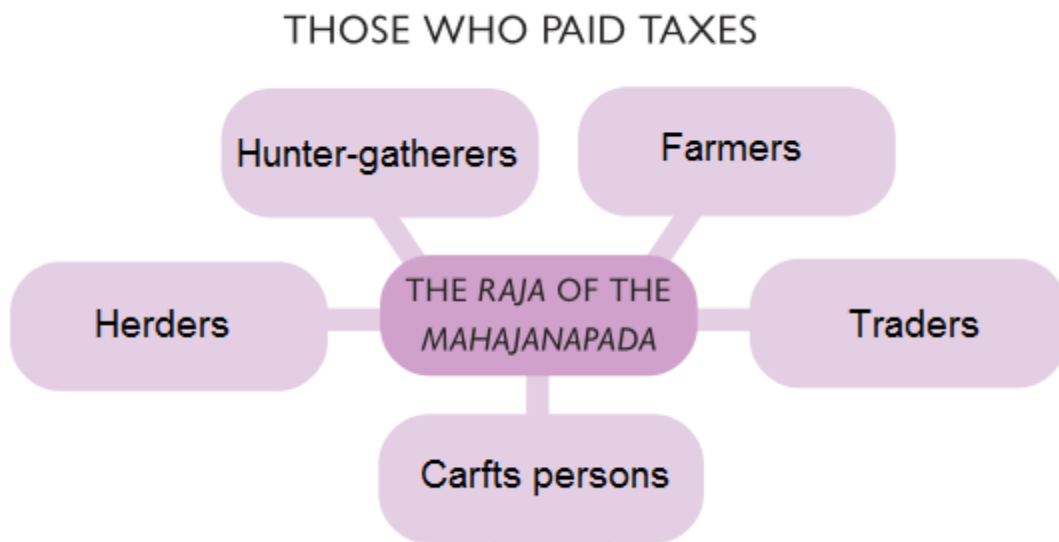 THOSE WHO PAID TAXES
Hunter-gatherers
Farmers
Herders
THE RAJA OF THE
MAHAJANAPADA
Traders
Carfts persons